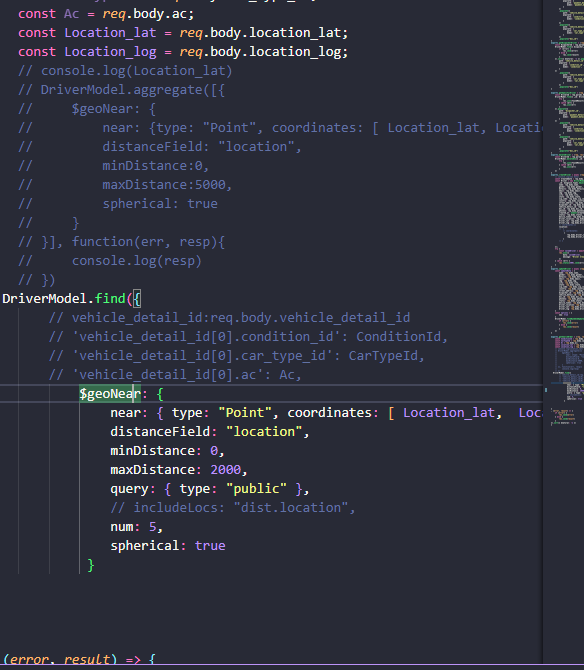 const Ac = req.body.ac;
const Location_lat = req.body.location_lat;
const Location_log = req.body.location_log;
// console.log(Location_lat)
// DriverModel.aggregate([{
//     $geoNear: {
//         near: {type: "Point", coordinates: [ Location_lat, Locatio
//         distanceField: "location",
//         minDistance:0,
//         maxDistance:5000,
//         spherical: true
//     }
// }], function(err, resp){
//     console.log(resp)
// })
DriverModel.find({
// vehicle_detail_id:req.body.vehicle_detail_id
// 'vehicle_detail_id[0].condition_id': ConditionId,
// 'vehicle_detail_id[0].car_type_id': CarTypeId,
// 'vehicle_detail_id[0].ac': Ac,
$geoNear: {
near: { type: "Point", coordinates: [ Location_lat,  Loc
distanceField: "location",
minDistance: 0,
maxDistance: 2000,
query: { type: "public" },
// includeLocs: "dist.location",
num: 5,
spherical: true
}
(error, result) => {